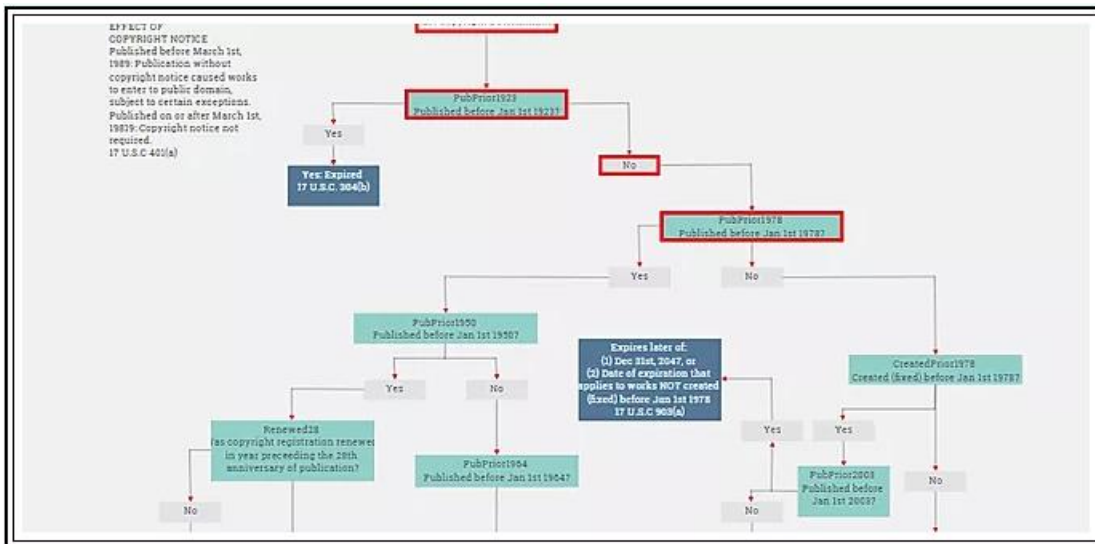 EFFECT OF
COPYRIGHT NOTICE
Published before March 1st,
1989: Publication without
copyright notice caused works
to enter to public domain,
subject to certain exceptions.
Published on or after March 1st,
19819: Copyright notice not
required.
17 U.S.C 401(a)
PubPrior1923
Published before Jan 1st 1923?
Yes
No
Yes: Expired
17 U.S.C. 304(b)
PubPrior1978
Published before Jan 1st 1978?
Yes
No
PubPrior1950
Published before Jan 1st 1950?
Expires later of:
(1) Dec 31st, 2047, or
(2) Date of expiration that
applies to works NOT created
(fixed) before Jan 1st 1978
17 U.S.C 903(a)
CreatedPrior1978
Created (fixed) before Jan 1st 1978?
Yes
No
Yes
Yes
Renewed28
as copyright registration renewe
in year preceeding the 28th
anniversary of publication?
PubPrior1964
Published before Jan 1st 1964?
PubPrior2003
Published before
Jan 1st 2003?
No
No
No